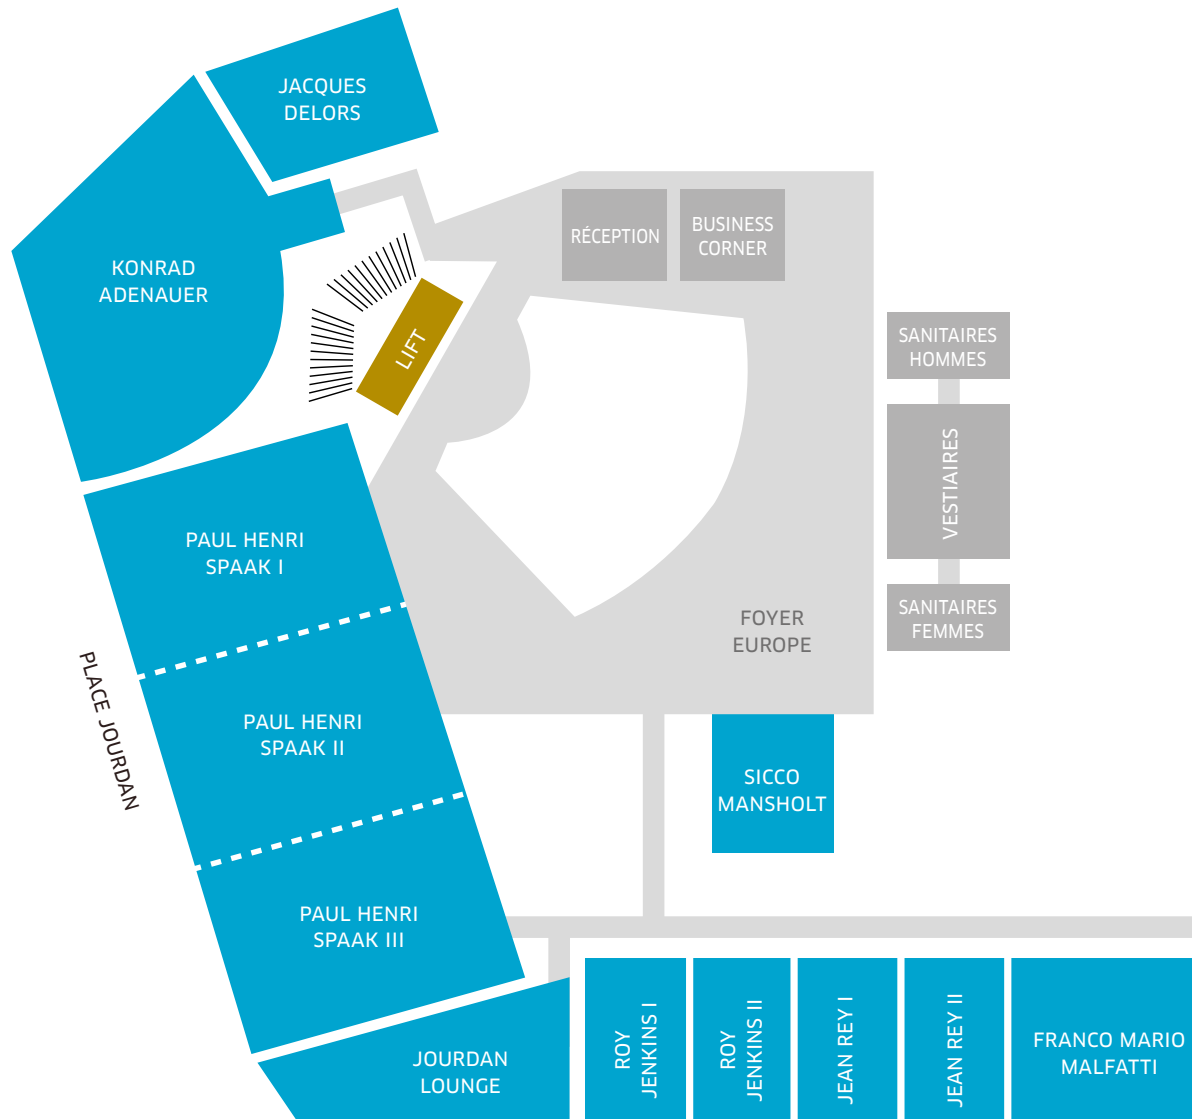 JACQUES
DELORS
KONRAD
ADENAUER
RÉCEPTION
BUSINESS
CORNER
LIFT
SANITAIRES
HOMMES
VESTIAIRES
SANITAIRES
FEMMES
PAUL HENRI
SPAAK I
FOYER
EUROPE
PLACE JOURDAN
PAUL HENRI
SPAAK II
SICCO
MANSHOLT
PAUL HENRI
SPAAK III
JOURDAN
LOUNGE
ROY
JENKINS I
ROY
JENKINS II
JEAN REY I
JEAN REY II
FRANCO MARIO
MALFATTI